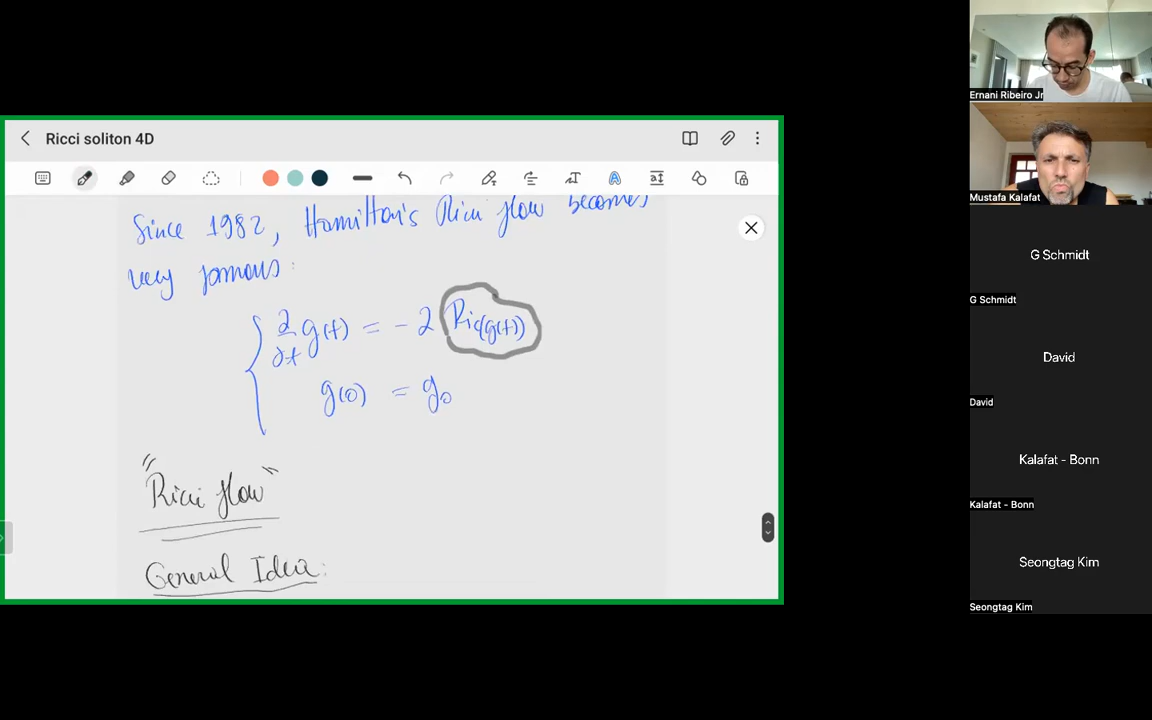 Ricci soliton 4D
Since 1982, Hamilton's Ricci flow becomes
very famous:
∂/∂t g(t) = - 2 Ric(g(t))
g(0) = g₀
"Ricci flow"
General Idea:
Ernani Ribeiro Jr
Mustafa Kalafat
G Schmidt
G Schmidt
David
David
Kalafat - Bonn
Kalafat - Bonn
Seongtag Kim
Seongtag Kim